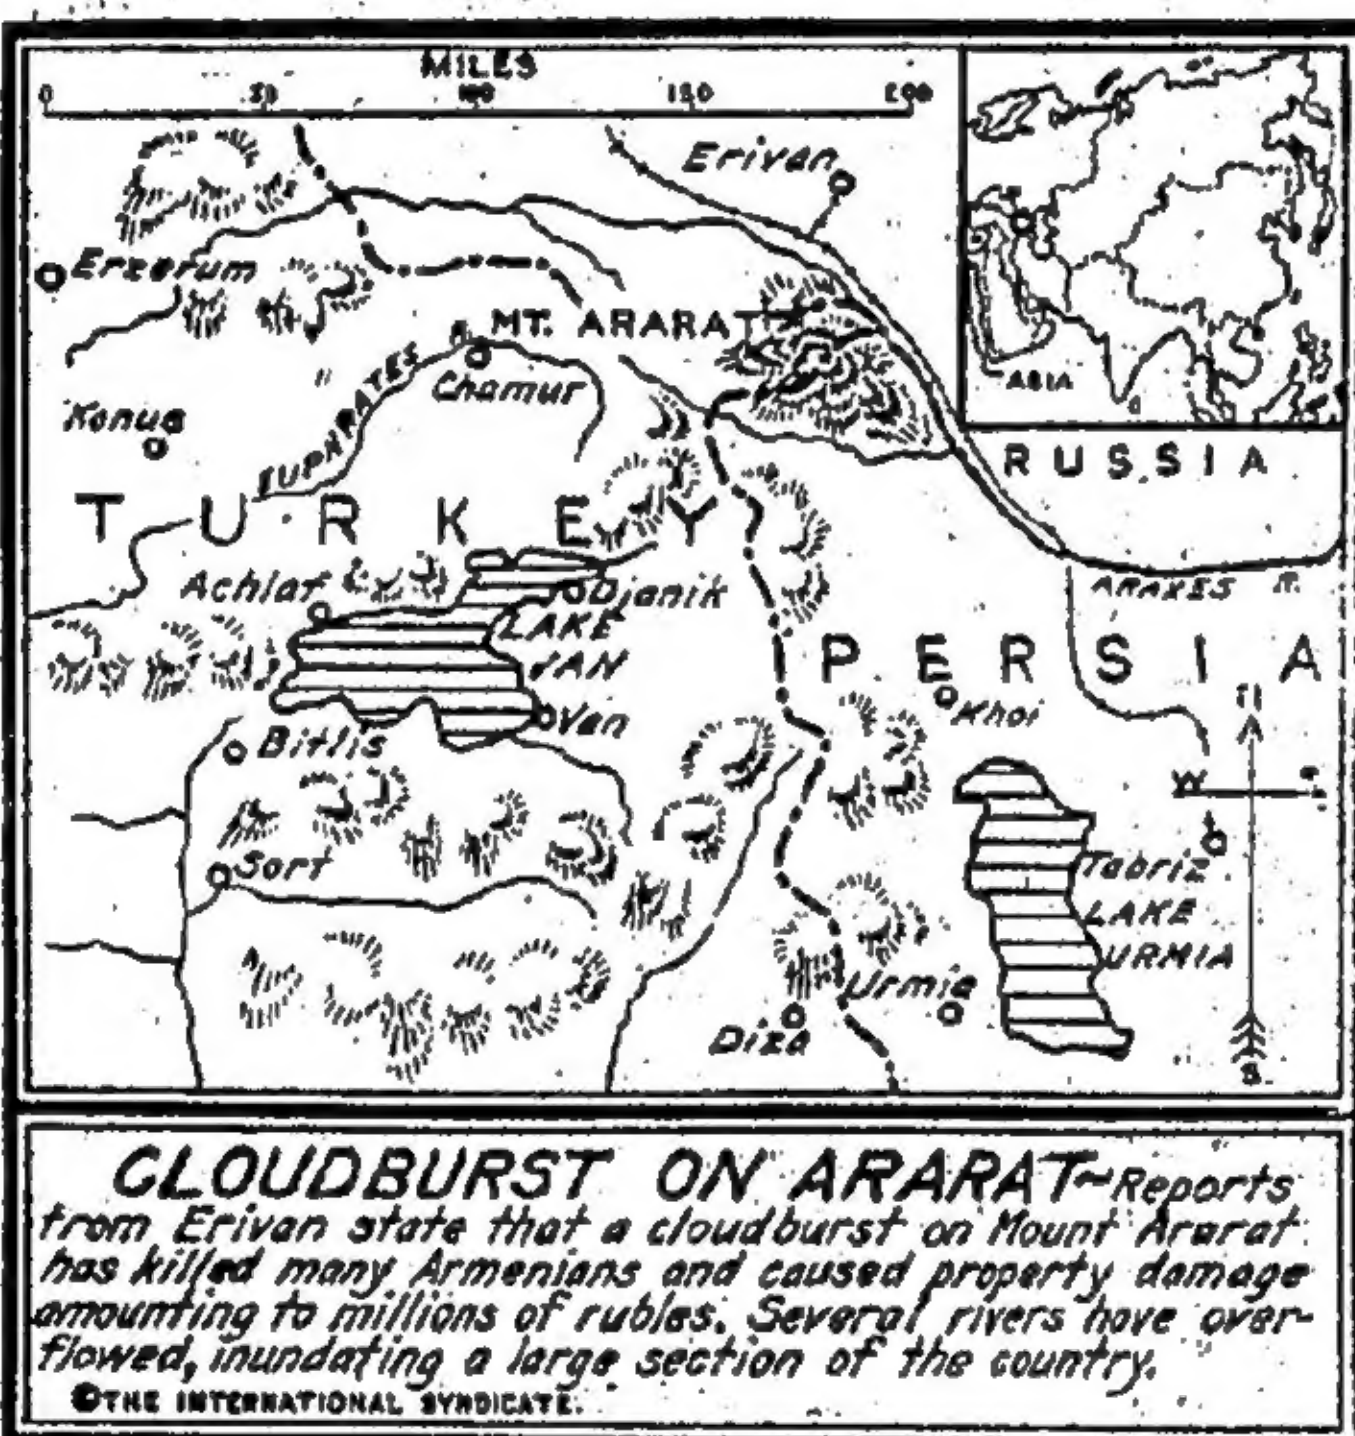 MILES
0 50 100 150 200
Erivan
Erzerum
MT. ARARAT
Chamur
EUPHRATES R.
Konus
ASIA
RUSSIA
TURKEY
Achlat
Djanik
LAKE
VAN
Van
ARAXES R.
PERSIA
Khoi
Bitlis
N
W E
S
Sort
Tabriz
LAKE
URMIA
Urmia
Diza
CLOUDBURST ON ARARAT~Reports
from Erivan state that a cloudburst on Mount Ararat
has killed many Armenians and caused property damage
amounting to millions of rubles. Several rivers have over-
flowed, inundating a large section of the country.
©THE INTERNATIONAL SYNDICATE.